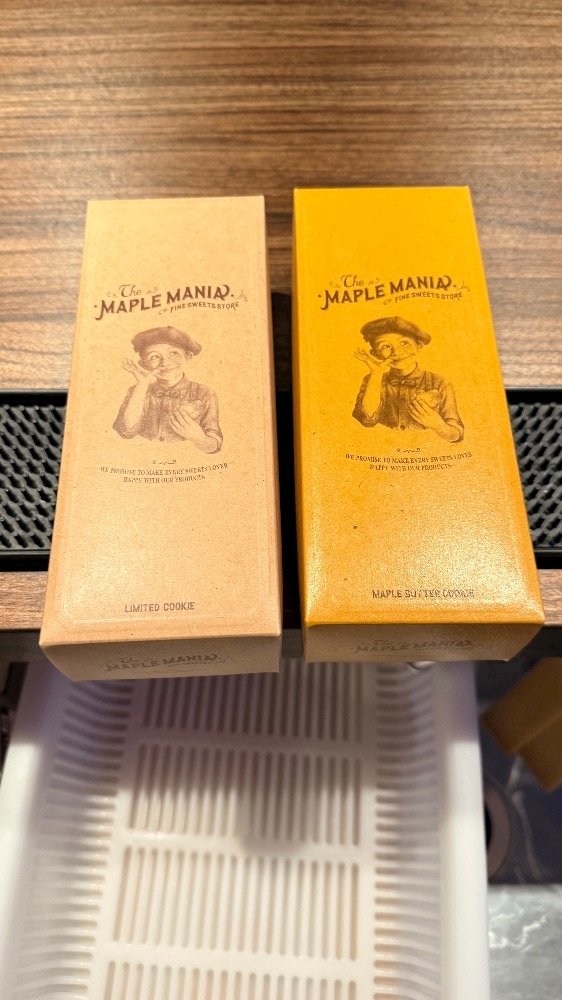 The
MAPLE MANIA
FINE SWEETS STORE
WE PROMISE TO MAKE EVERY SWEETS LOVER
HAPPY WITH OUR PRODUCTS
LIMITED COOKIE
The
MAPLE MANIA
The
MAPLE MANIA
FINE SWEETS STORE
WE PROMISE TO MAKE EVERY SWEETS LOVER
HAPPY WITH OUR PRODUCTS
MAPLE BUTTER COOKIE
The
MAPLE MANIA